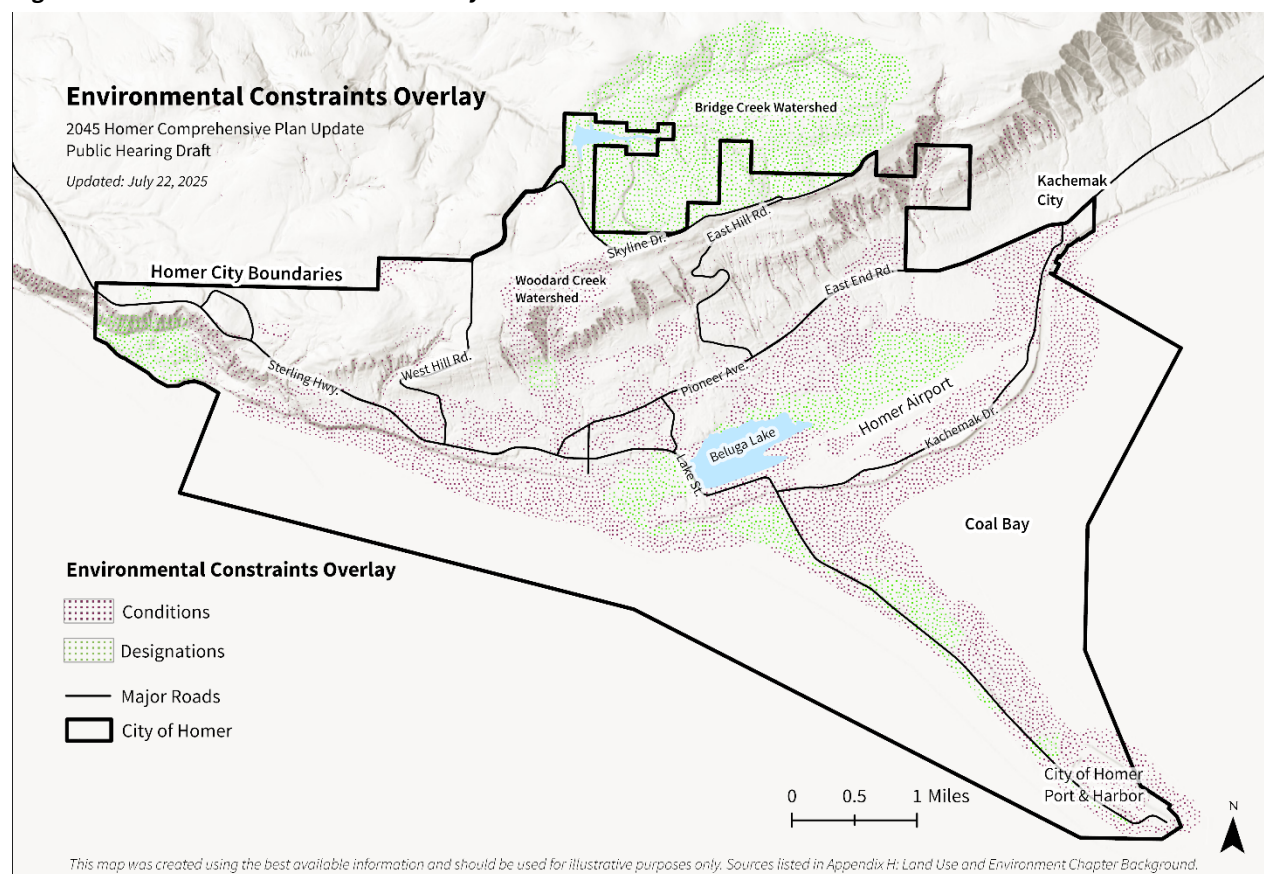 Environmental Constraints Overlay
2045 Homer Comprehensive Plan Update
Public Hearing Draft
Updated: July 22, 2025
Bridge Creek Watershed
Kachemak
City
Skyline Dr.
East Hill Rd.
Homer City Boundaries
Woodard Creek
Watershed
East End Rd.
Sterling Hwy.
West Hill Rd.
Pioneer Ave.
Homer Airport
Kachemak Dr.
Beluga Lake
Lake St.
Coal Bay
Environmental Constraints Overlay
Conditions
Designations
Major Roads
City of Homer
City of Homer
Port & Harbor
0 0.5 1 Miles
N
This map was created using the best available information and should be used for illustrative purposes only. Sources listed in Appendix H: Land Use and Environment Chapter Background.